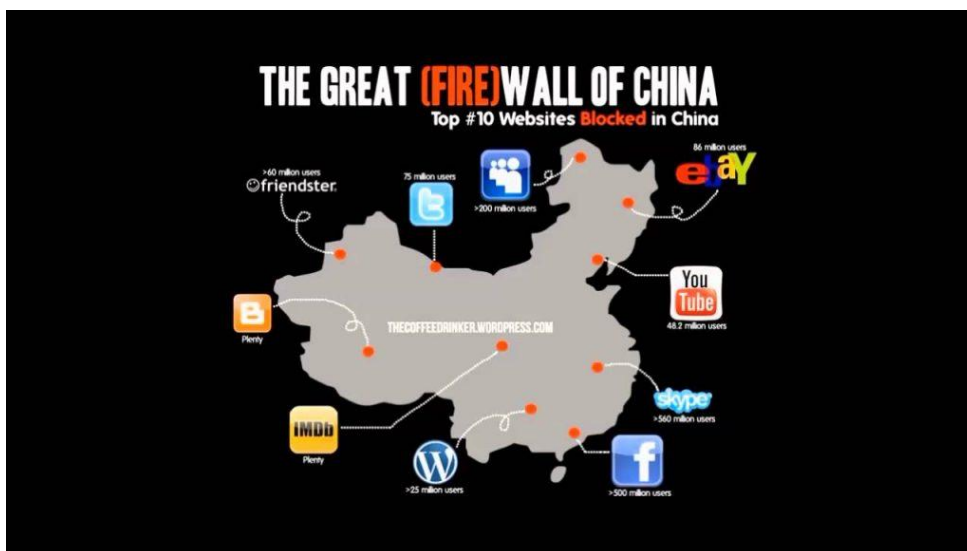 THE GREAT (FIRE)WALL OF CHINA
Top #10 Websites Blocked in China
>60 million users
friendster
75 million users
>200 million users
86 million users
ebaY
You
Tube
48.2 million users
Plenty
THECOFFEEDRINKER.WORDPRESS.COM
skype
>560 million users
IMDb
Plenty
W
>25 million users
f
>500 million users